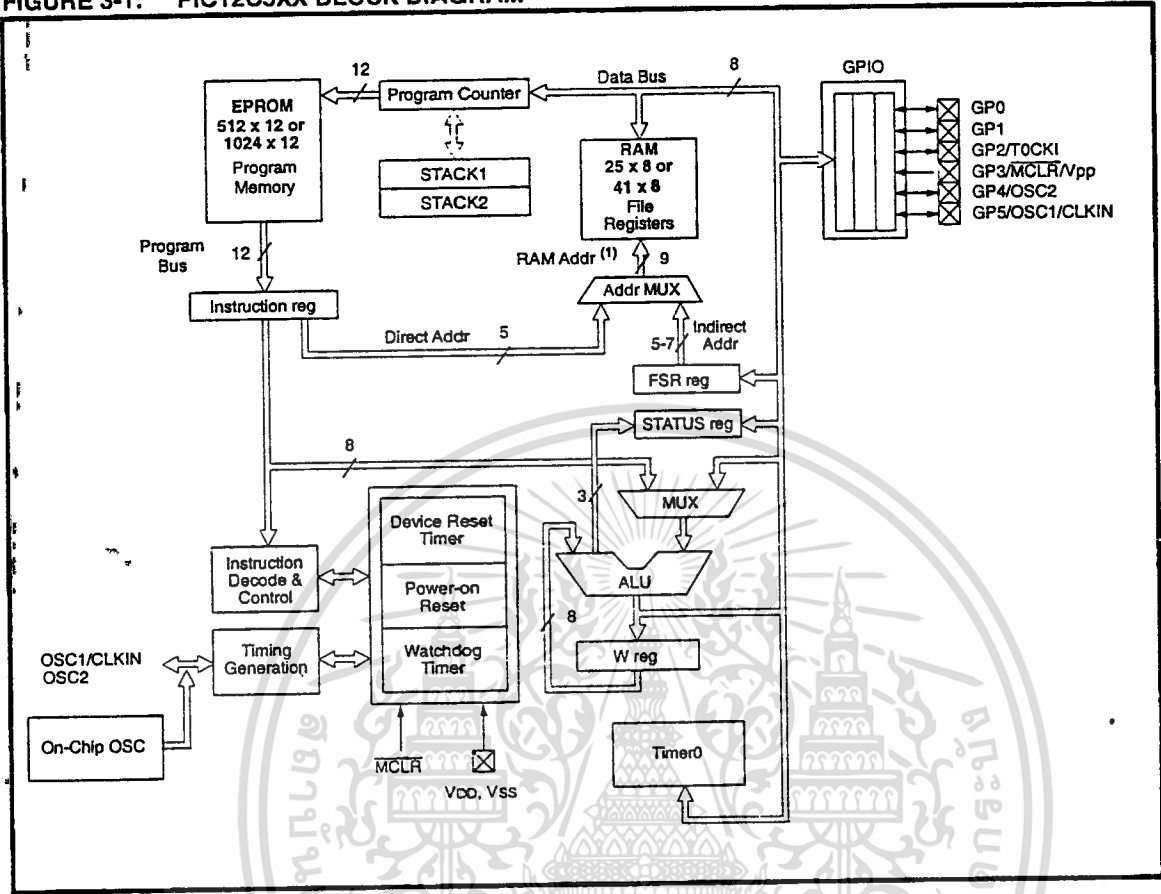 FIGURE 3-1: PIC12C5XX BLOCK DIAGRAM
12
Data Bus
8
GPIO
EPROM
512 x 12 or
1024 x 12
Program
Memory
Program Counter
STACK1
STACK2
RAM
25 x 8 or
41 x 8
File
Registers
GP0
GP1
GP2/T0CKI
GP3/MCLR/Vpp
GP4/OSC2
GP5/OSC1/CLKIN
Program
Bus
12
RAM Addr (1)
9
Addr MUX
Instruction reg
Direct Addr
5
5-7
Indirect
Addr
FSR reg
STATUS reg
8
3
MUX
Device Reset
Timer
Instruction
Decode &
Control
Power-on
Reset
ALU
8
OSC1/CLKIN
OSC2
Timing
Generation
Watchdog
Timer
W reg
On-Chip OSC
MCLR
VDD, VSS
Timer0